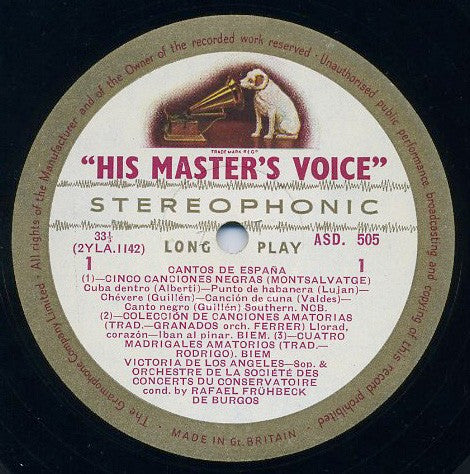 TRADEMARK REGD
"HIS MASTER'S VOICE"
STEREOPHONIC
33⅓
(2YLA.1142)
LONG PLAY
ASD. 505
1
1
CANTOS DE ESPAÑA
(1)—CINCO CANCIONES NEGRAS (MONTSALVATGE)
Cuba dentro (Alberti)—Punto de habanera (Lujan)—
Chévere (Guillén)—Canción de cuna (Valdes)—
Canto negro (Guillén) Southern. NCB.
(2)—COLECCIÓN DE CANCIONES AMATORIAS
(TRAD.—GRANADOS orch. FERRER) Llorad,
corazón—Iban al pinar. BIEM. (3)—CUATRO
MADRIGALES AMATORIOS (TRAD.—
RODRIGO). BIEM
VICTORIA DE LOS ANGELES—Sop. &
ORCHESTRE DE LA SOCIÉTÉ DES
CONCERTS DU CONSERVATOIRE
cond. by RAFAEL FRÜHBECK
DE BURGOS
The Gramophone Company Limited · All rights of the Manufacturer and of the Owner of the recorded work reserved · Unauthorised public performance, broadcasting and copying of this record prohibited
MADE IN Gt. BRITAIN